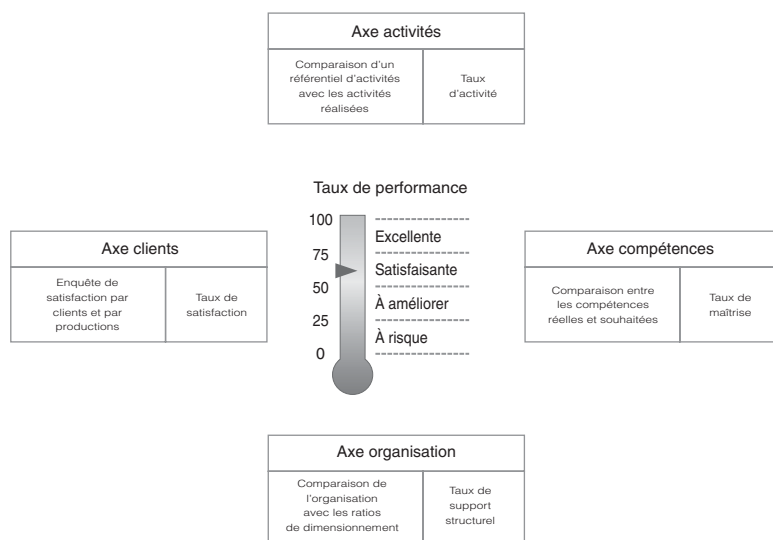 Axe activités
Comparaison d’un
référentiel d’activités
avec les activités
réalisées
Taux
d’activité
Taux de performance
100
75
50
25
0
Excellente
Satisfaisante
À améliorer
À risque
Axe clients
Enquête de
satisfaction par
clients et par
productions
Taux de
satisfaction
Axe compétences
Comparaison entre
les compétences
réelles et souhaitées
Taux de
maîtrise
Axe organisation
Comparaison de
l’organisation
avec les ratios
de dimensionnement
Taux de
support
structurel